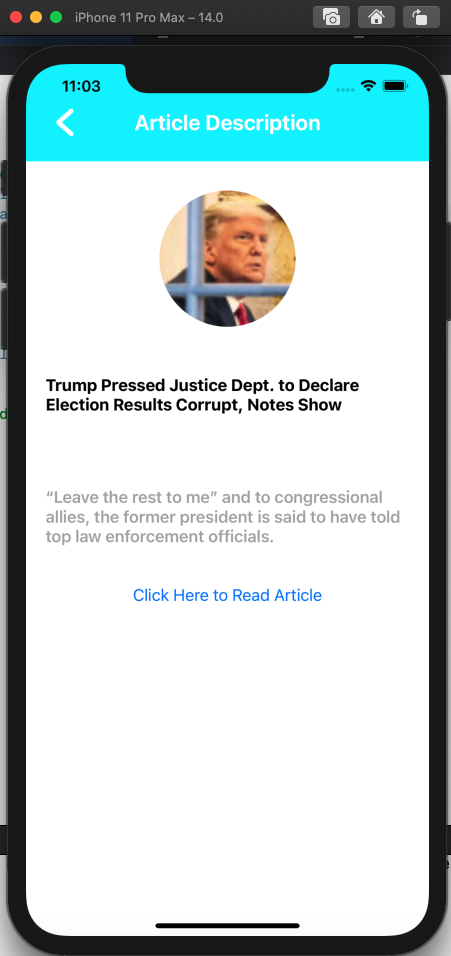 iPhone 11 Pro Max – 14.0
11:03
Article Description
Trump Pressed Justice Dept. to Declare
Election Results Corrupt, Notes Show
“Leave the rest to me” and to congressional
allies, the former president is said to have told
top law enforcement officials.
Click Here to Read Article